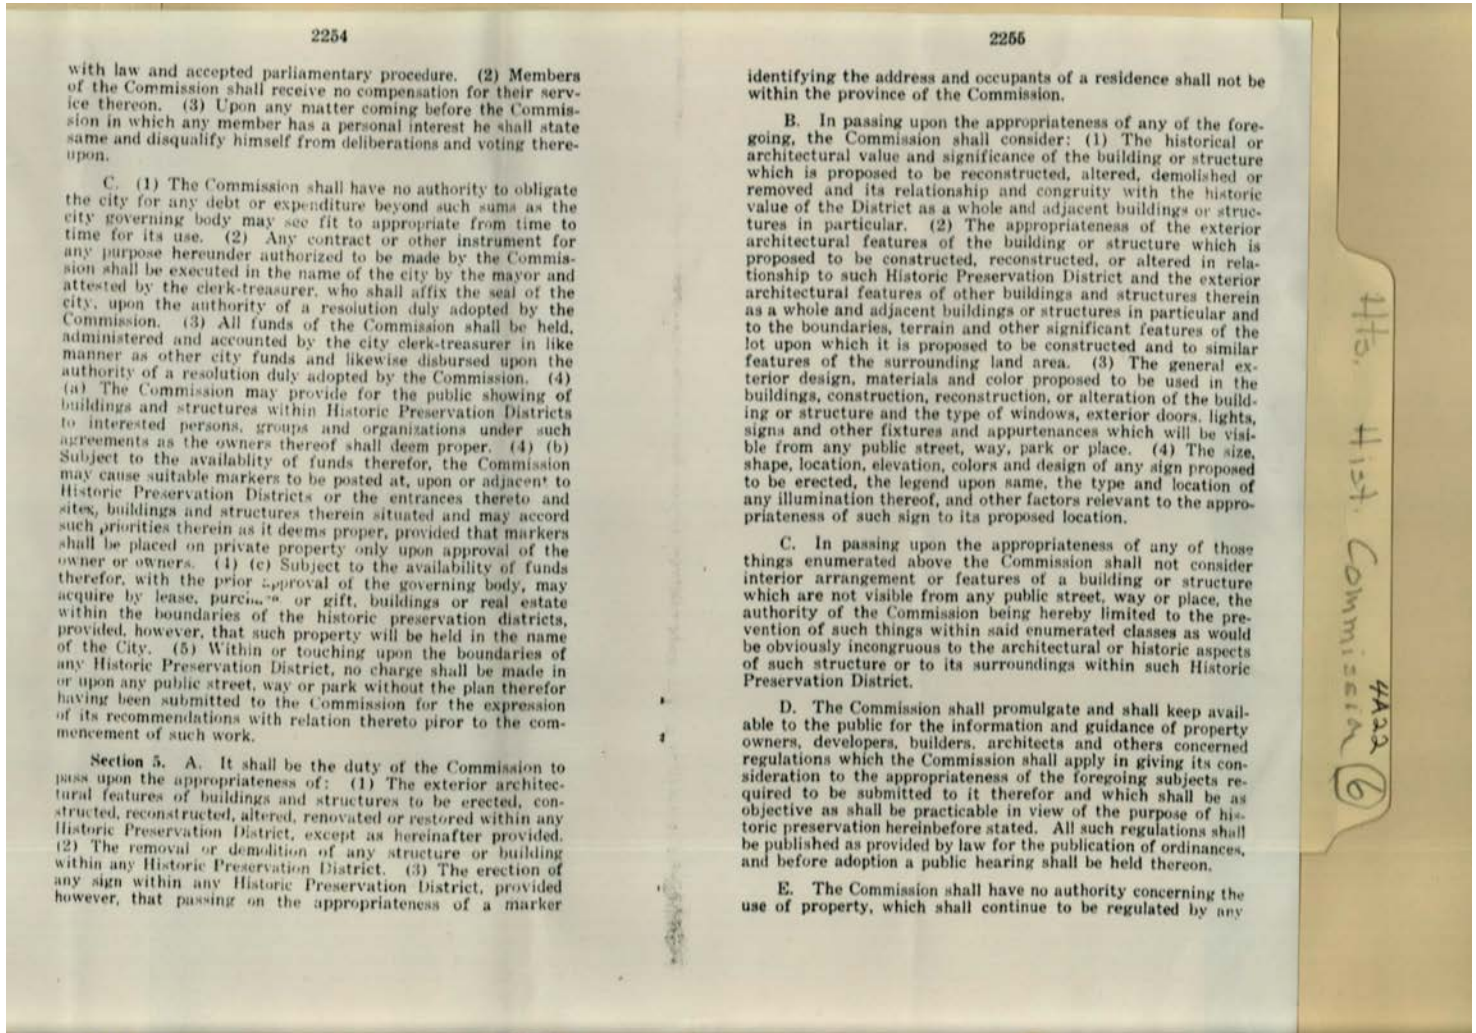 2254
with law and accepted parliamentary procedure. (2) Members
of the Commission shall receive no compensation for their serv-
ice thereon. (3) Upon any matter coming before the Commis-
sion in which any member has a personal interest he shall state
same and disqualify himself from deliberations and voting there-
upon.
C. (1) The Commission shall have no authority to obligate
the city for any debt or expenditure beyond such sums as the
city governing body may see fit to appropriate from time to
time for its use. (2) Any contract or other instrument for
any purpose hereunder authorized to be made by the Commis-
sion shall be executed in the name of the city by the mayor and
attested by the clerk-treasurer, who shall affix the seal of the
city, upon the authority of a resolution duly adopted by the
Commission. (3) All funds of the Commission shall be held,
administered and accounted by the city clerk-treasurer in like
manner as other city funds and likewise disbursed upon the
authority of a resolution duly adopted by the Commission. (4)
(a) The Commission may provide for the public showing of
buildings and structures within Historic Preservation Districts
to interested persons, groups and organizations under such
agreements as the owners thereof shall deem proper. (4) (b)
Subject to the availablity of funds therefor, the Commission
may cause suitable markers to be posted at, upon or adjacent to
Historic Preservation Districts or the entrances thereto and
sites, buildings and structures therein situated and may accord
such priorities therein as it deems proper, provided that markers
shall be placed on private property only upon approval of the
owner or owners. (4) (c) Subject to the availability of funds
therefor, with the prior approval of the governing body, may
acquire by lease, or gift, buildings or real estate
within the boundaries of the historic preservation districts,
provided, however, that such property will be held in the name
of the City. (5) Within or touching upon the boundaries of
any Historic Preservation District, no charge shall be made in
or upon any public street, way or park without the plan therefor
having been submitted to the Commission for the expression
of its recommendations with relation thereto piror to the com-
mencement of such work.
Section 5. A. It shall be the duty of the Commission to
pass upon the appropriateness of: (1) The exterior architec-
tural features of buildings and structures to be erected, con-
structed, reconstructed, altered, renovated or restored within any
Historic Preservation District, except as hereinafter provided.
(2) The removal or demolition of any structure or building
within any Historic Preservation District. (3) The erection of
any sign within any Historic Preservation District, provided
however, that passing on the appropriateness of a marker
2255
identifying the address and occupants of a residence shall not be
within the province of the Commission.
B. In passing upon the appropriateness of any of the fore-
going, the Commission shall consider: (1) The historical or
architectural value and significance of the building or structure
which is proposed to be reconstructed, altered, demolished or
removed and its relationship and congruity with the historic
value of the District as a whole and adjacent buildings or struc-
tures in particular. (2) The appropriateness of the exterior
architectural features of the building or structure which is
proposed to be constructed, reconstructed, or altered in rela-
tionship to such Historic Preservation District and the exterior
architectural features of other buildings and structures therein
as a whole and adjacent buildings or structures in particular and
to the boundaries, terrain and other significant features of the
lot upon which it is proposed to be constructed and to similar
features of the surrounding land area. (3) The general ex-
terior design, materials and color proposed to be used in the
buildings, construction, reconstruction, or alteration of the build-
ing or structure and the type of windows, exterior doors, lights,
signs and other fixtures and appurtenances which will be visi-
ble from any public street, way, park or place. (4) The size,
shape, location, elevation, colors and design of any sign proposed
to be erected, the legend upon same, the type and location of
any illumination thereof, and other factors relevant to the appro-
priateness of such sign to its proposed location.
C. In passing upon the appropriateness of any of those
things enumerated above the Commission shall not consider
interior arrangement or features of a building or structure
which are not visible from any public street, way or place, the
authority of the Commission being hereby limited to the pre-
vention of such things within said enumerated classes as would
be obviously incongruous to the architectural or historic aspects
of such structure or to its surroundings within such Historic
Preservation District.
D. The Commission shall promulgate and shall keep avail-
able to the public for the information and guidance of property
owners, developers, builders, architects and others concerned
regulations which the Commission shall apply in giving its con-
sideration to the appropriateness of the foregoing subjects re-
quired to be submitted to it therefor and which shall be as
objective as shall be practicable in view of the purpose of his-
toric preservation hereinbefore stated. All such regulations shall
be published as provided by law for the publication of ordinances,
and before adoption a public hearing shall be held thereon.
E. The Commission shall have no authority concerning the
use of property, which shall continue to be regulated by any
Hts. Hist. Commission
4A22
6